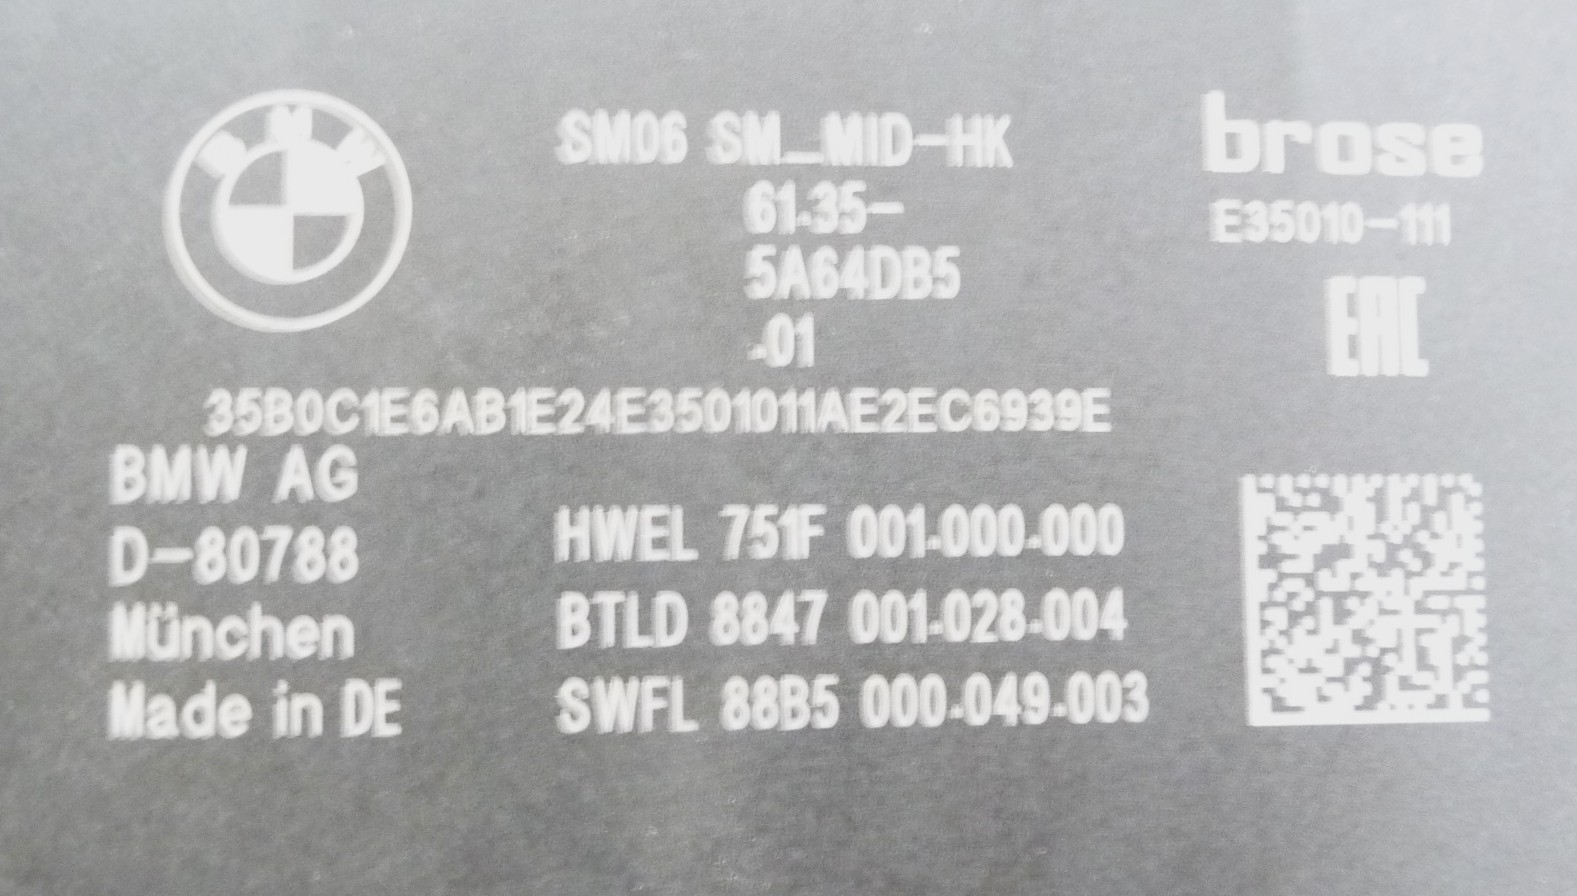 BMW
SM06 SM_MID-HK
61.35-
5A64DB5
-01
brose
E35010-111
EAC
35B0C1E6AB1E24E3501011AE2EC6939E
BMW AG
D-80788
München
Made in DE
HWEL 751F 001.000.000
BTLD 8847 001.028.004
SWFL 88B5 000.049.003